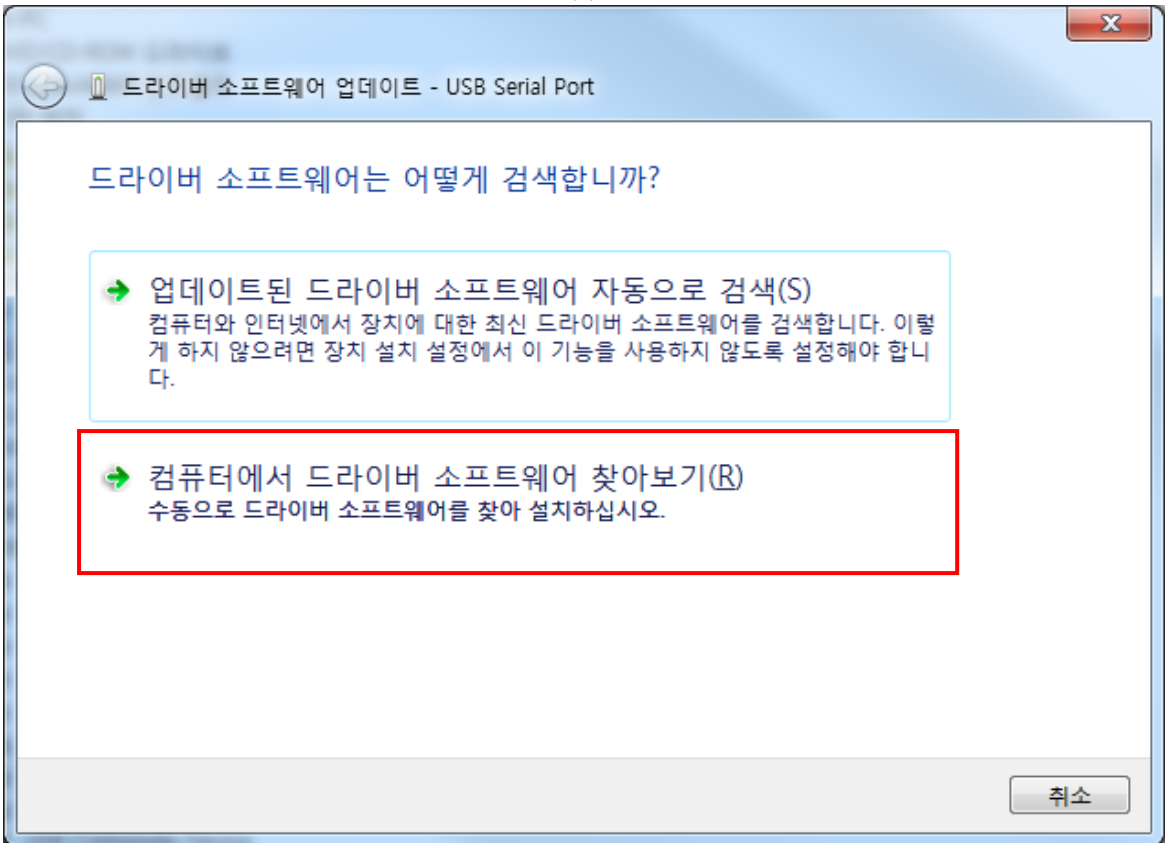 드라이버 소프트웨어 업데이트 - USB Serial Port
드라이버 소프트웨어는 어떻게 검색합니까?
업데이트된 드라이버 소프트웨어 자동으로 검색(S)
컴퓨터와 인터넷에서 장치에 대한 최신 드라이버 소프트웨어를 검색합니다. 이렇
게 하지 않으려면 장치 설치 설정에서 이 기능을 사용하지 않도록 설정해야 합니
다.
컴퓨터에서 드라이버 소프트웨어 찾아보기(R)
수동으로 드라이버 소프트웨어를 찾아 설치하십시오.
취소